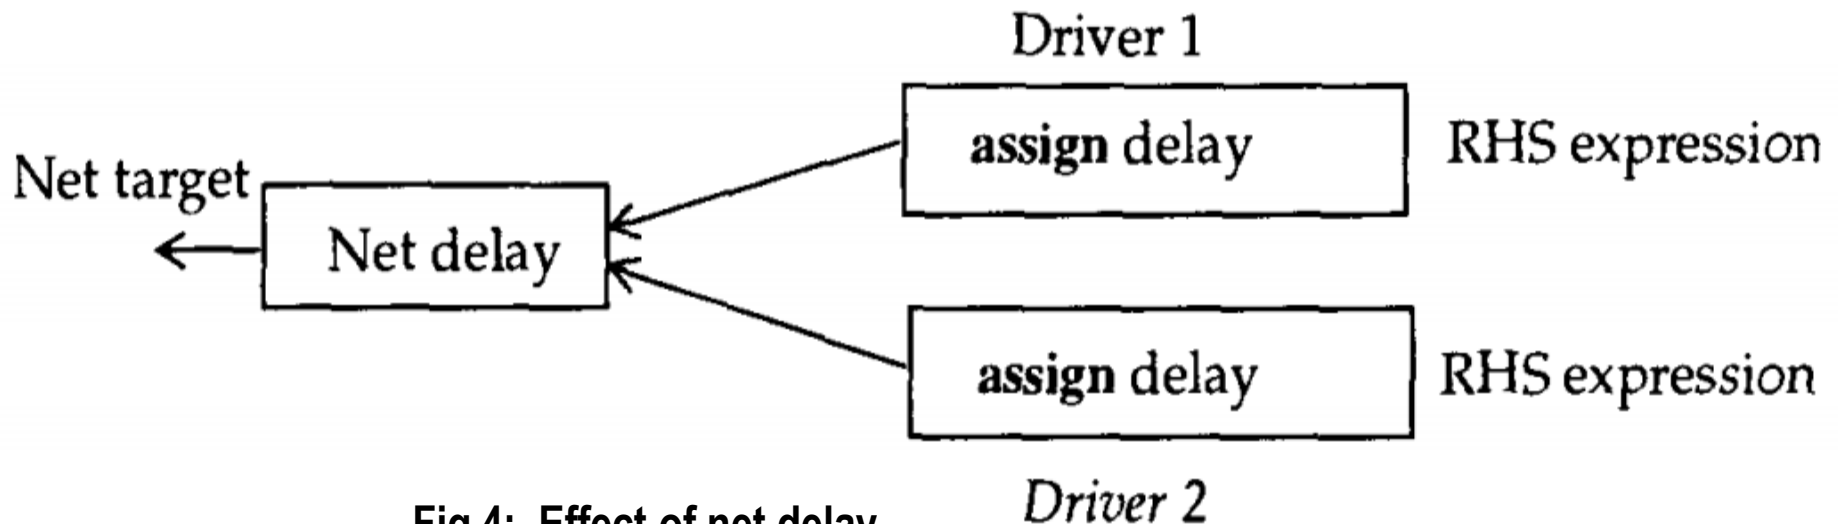 Driver 1
assign delay
RHS expression
Net target
Net delay
assign delay
RHS expression
Driver 2
Fig 4: Effect of net delay